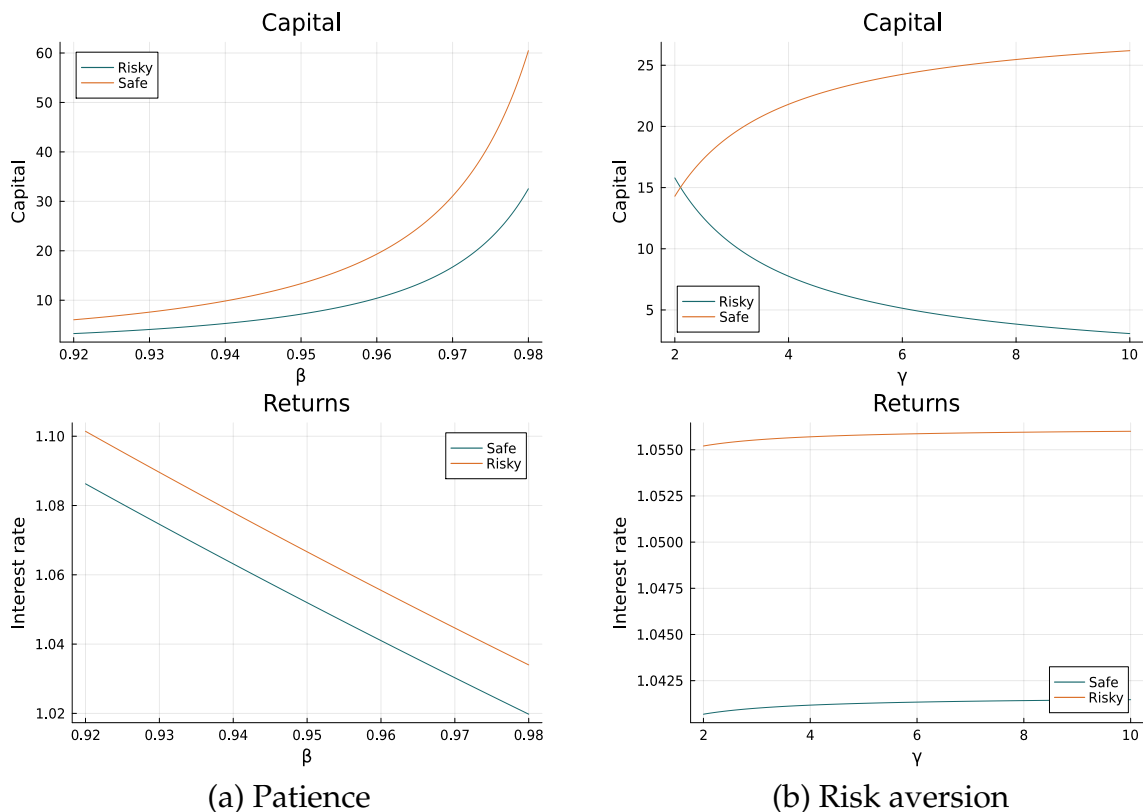 Capital
Capital
60
50
40
30
20
10
Capital
Risky
Safe
0.92 0.93 0.94 0.95 0.96 0.97 0.98
β
25
20
15
10
5
Capital
Risky
Safe
2 4 6 8 10
γ
Returns
Returns
1.10
1.08
1.06
1.04
1.02
Interest rate
Safe
Risky
0.92 0.93 0.94 0.95 0.96 0.97 0.98
β
1.0550
1.0525
1.0500
1.0475
1.0450
1.0425
Interest rate
Safe
Risky
2 4 6 8 10
γ
(a) Patience
(b) Risk aversion